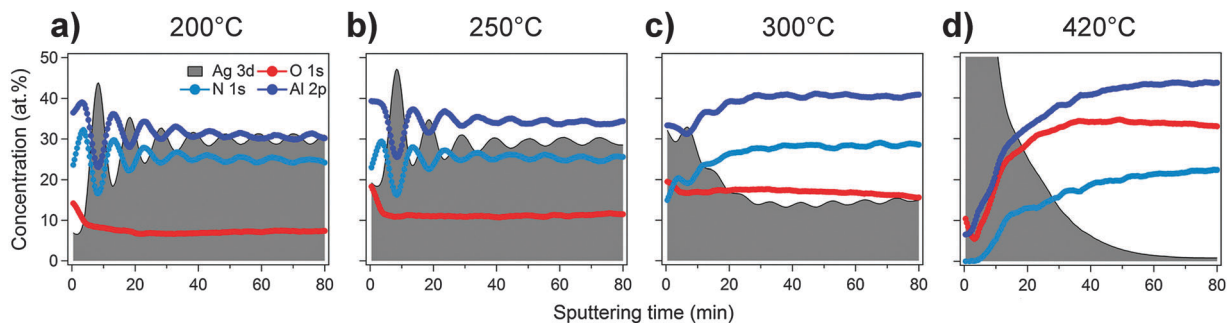 a) 200°C b) 250°C c) 300°C d) 420°C
50
40
30
20
10
0
Concentration (at.%)
Ag 3d O 1s
N 1s Al 2p
0 20 40 60 80 0 20 40 60 80 0 20 40 60 80 0 20 40 60 80
Sputtering time (min)